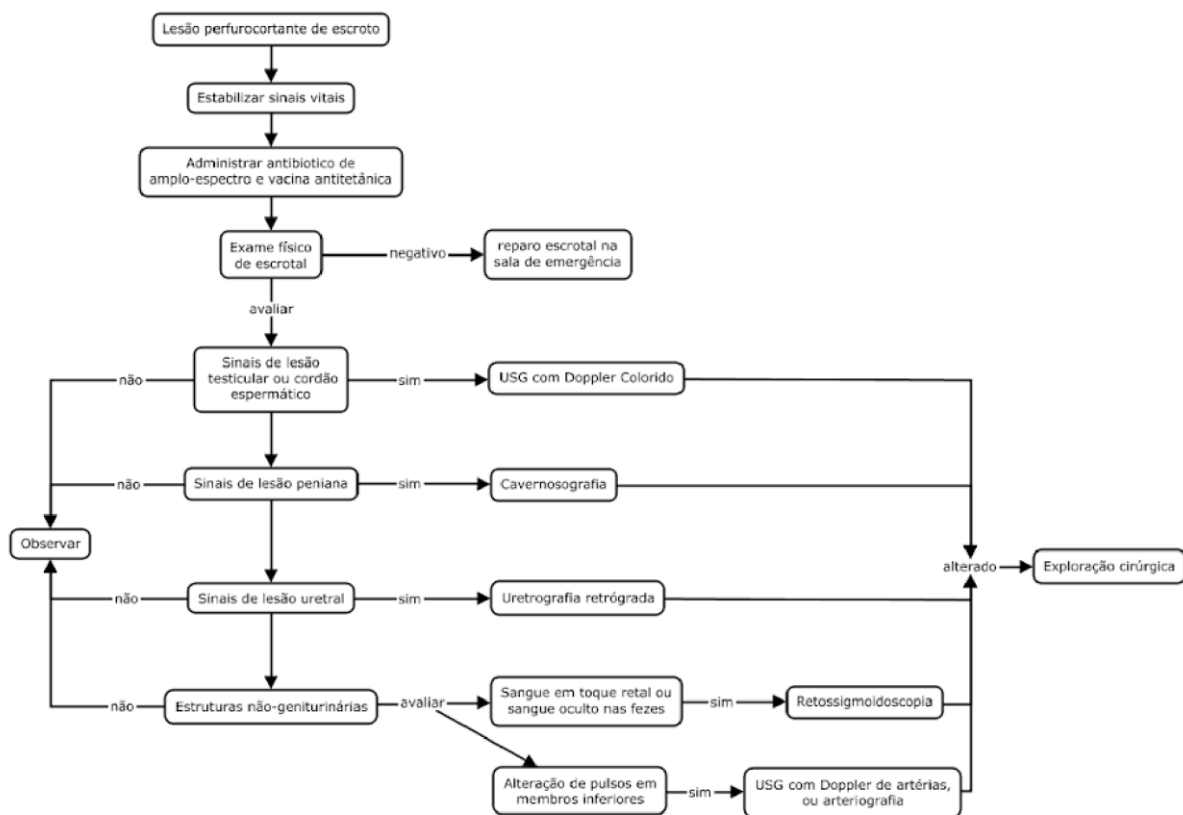 Lesão perfurocortante de escroto
Estabilizar sinais vitais
Administrar antibiotico de
amplo-espectro e vacina antitetânica
Exame físico
de escrotal
negativo
reparo escrotal na
sala de emergência
avaliar
Sinais de lesão
testicular ou cordão
espermático
não
sim
USG com Doppler Colorido
Sinais de lesão peniana
não
sim
Cavernosografia
Observar
alterado
Exploração cirúrgica
Sinais de lesão uretral
não
sim
Uretrografia retrógrada
Estruturas não-geniturinárias
não
avaliar
Sangue em toque retal ou
sangue oculto nas fezes
sim
Retossigmoidoscopia
Alteração de pulsos em
membros inferiores
sim
USG com Doppler de artérias,
ou arteriografia